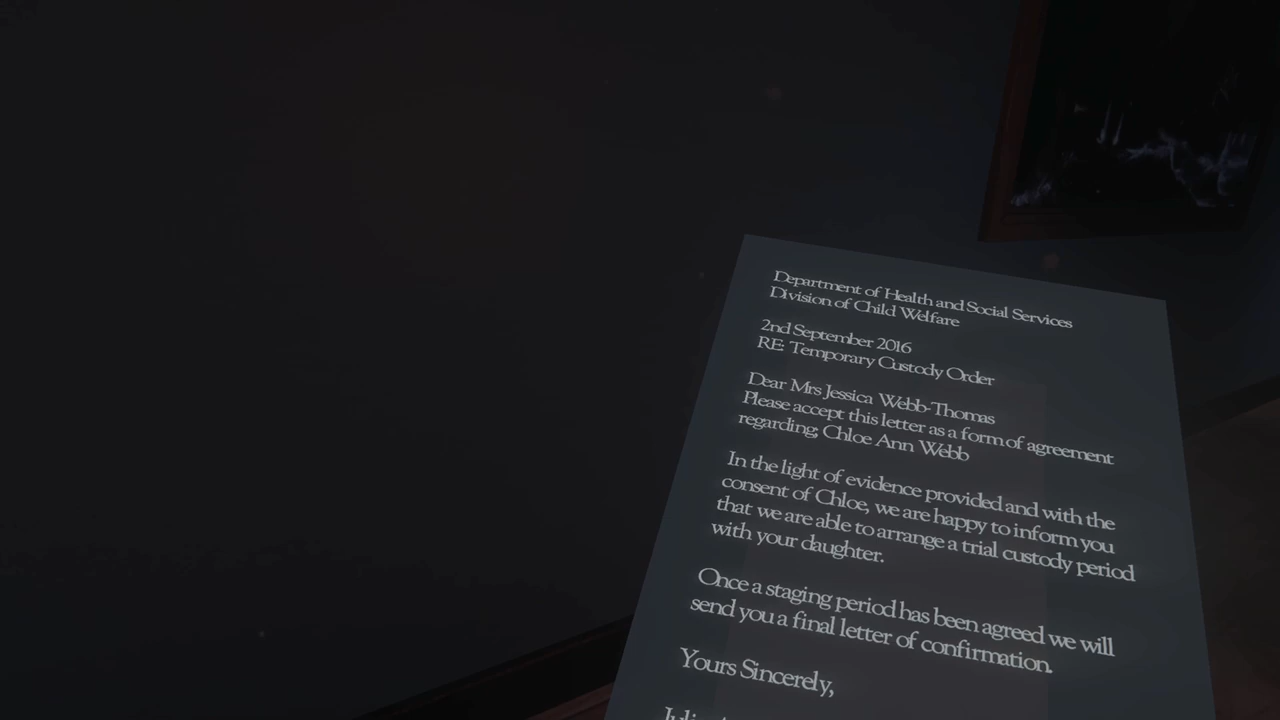 Department of Health and Social Services
Division of Child Welfare
2nd September 2016
RE: Temporary Custody Order
Dear Mrs Jessica Webb-Thomas
Please accept this letter as a form of agreement
regarding; Chloe Ann Webb
In the light of evidence provided and with the
consent of Chloe, we are happy to inform you
that we are able to arrange a trial custody period
with your daughter.
Once a staging period has been agreed we will
send you a final letter of confirmation.
Yours Sincerely,